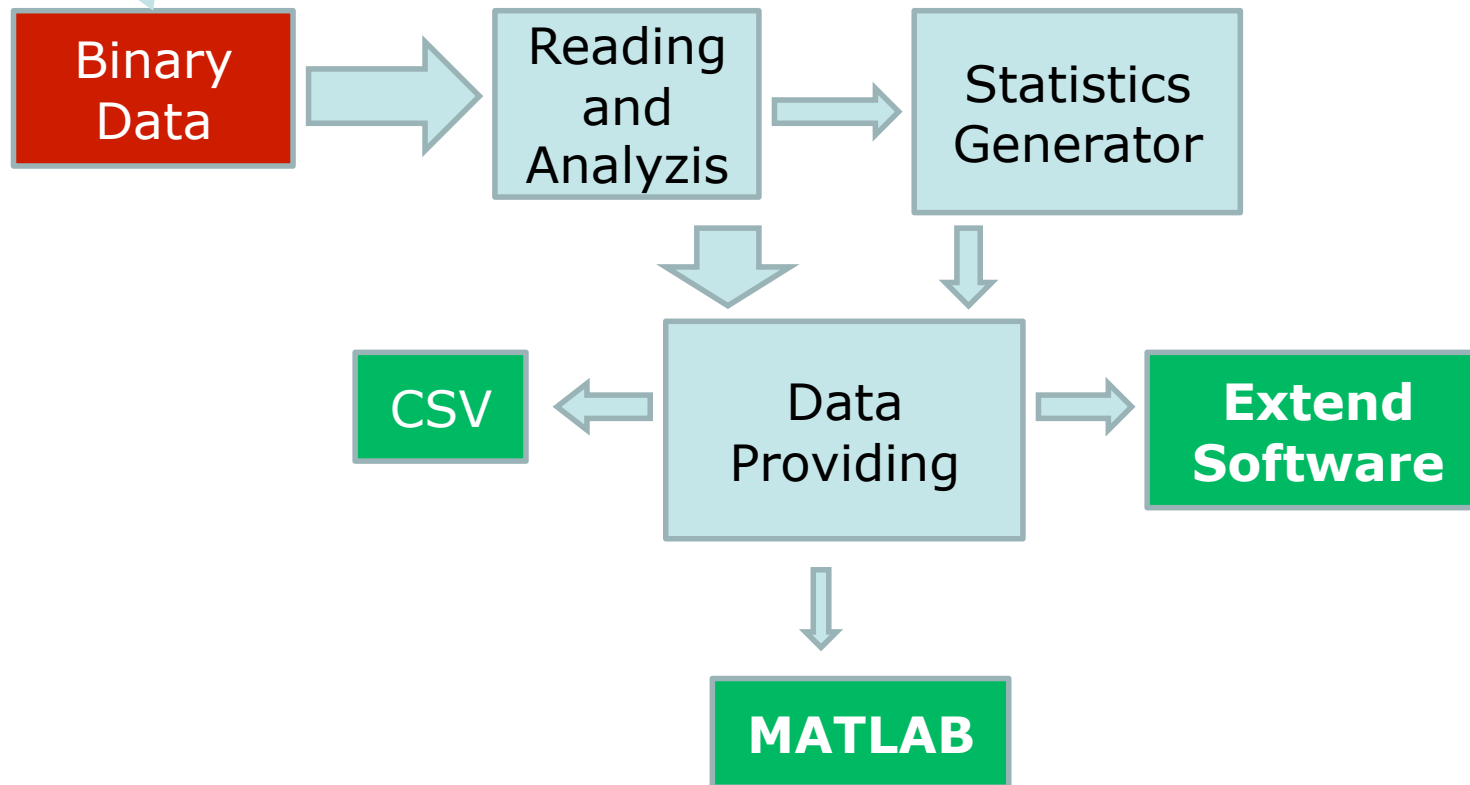 Binary
Data
Reading
and
Analyzis
Statistics
Generator
CSV
Data
Providing
Extend
Software
MATLAB